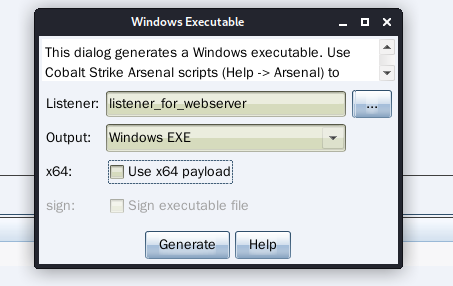 Windows Executable
This dialog generates a Windows executable. Use
Cobalt Strike Arsenal scripts (Help -> Arsenal) to
Listener: listener_for_webserver ...
Output: Windows EXE
x64: Use x64 payload
sign: Sign executable file
Generate Help